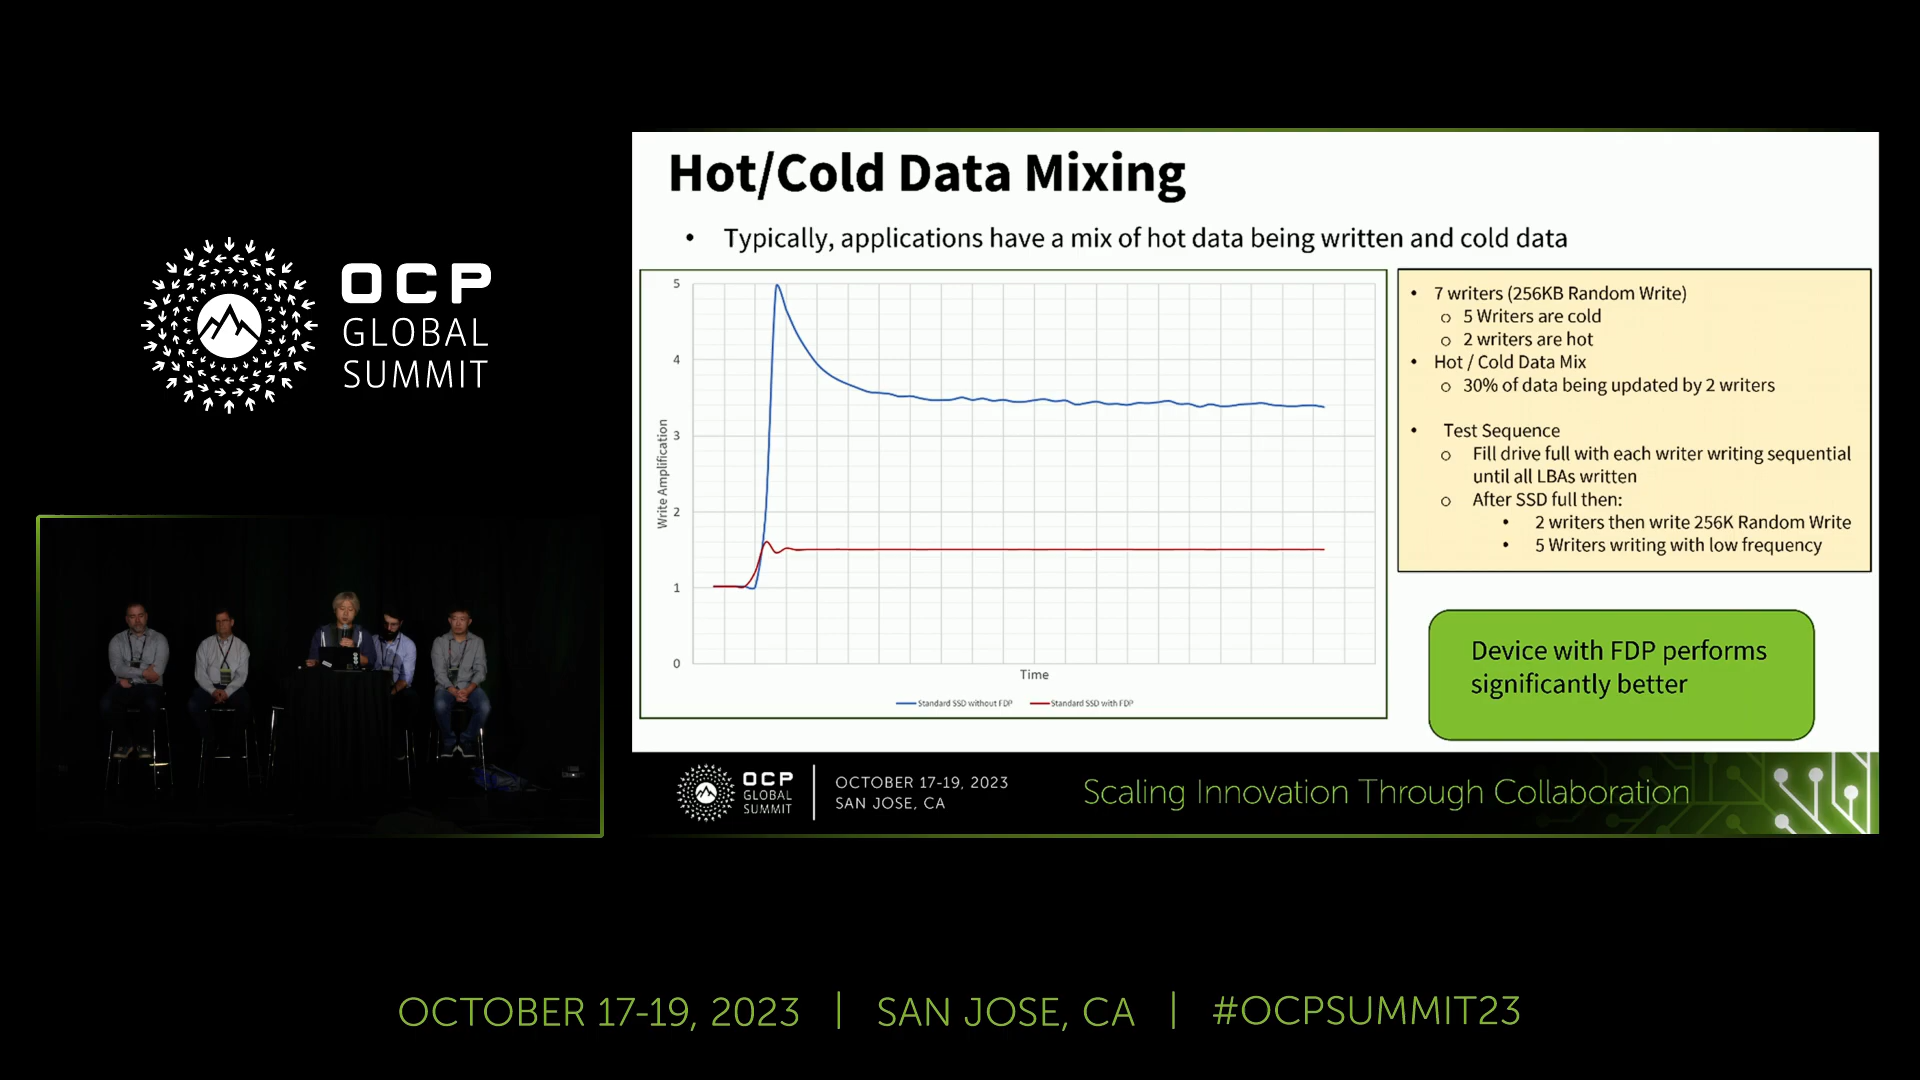 OCP
GLOBAL
SUMMIT
Hot/Cold Data Mixing
• Typically, applications have a mix of hot data being written and cold data
5
4
3
2
1
0
Write Amplification
Time
Standard SSD without FDP
Standard SSD with FDP
• 7 writers (256KB Random Write)
o 5 Writers are cold
o 2 writers are hot
• Hot / Cold Data Mix
o 30% of data being updated by 2 writers
• Test Sequence
o Fill drive full with each writer writing sequential
until all LBAs written
o After SSD full then:
• 2 writers then write 256K Random Write
• 5 Writers writing with low frequency
Device with FDP performs
significantly better
OCP
GLOBAL
SUMMIT
OCTOBER 17-19, 2023
SAN JOSE, CA
Scaling Innovation Through Collaboration
OCTOBER 17-19, 2023 | SAN JOSE, CA | #OCPSUMMIT23